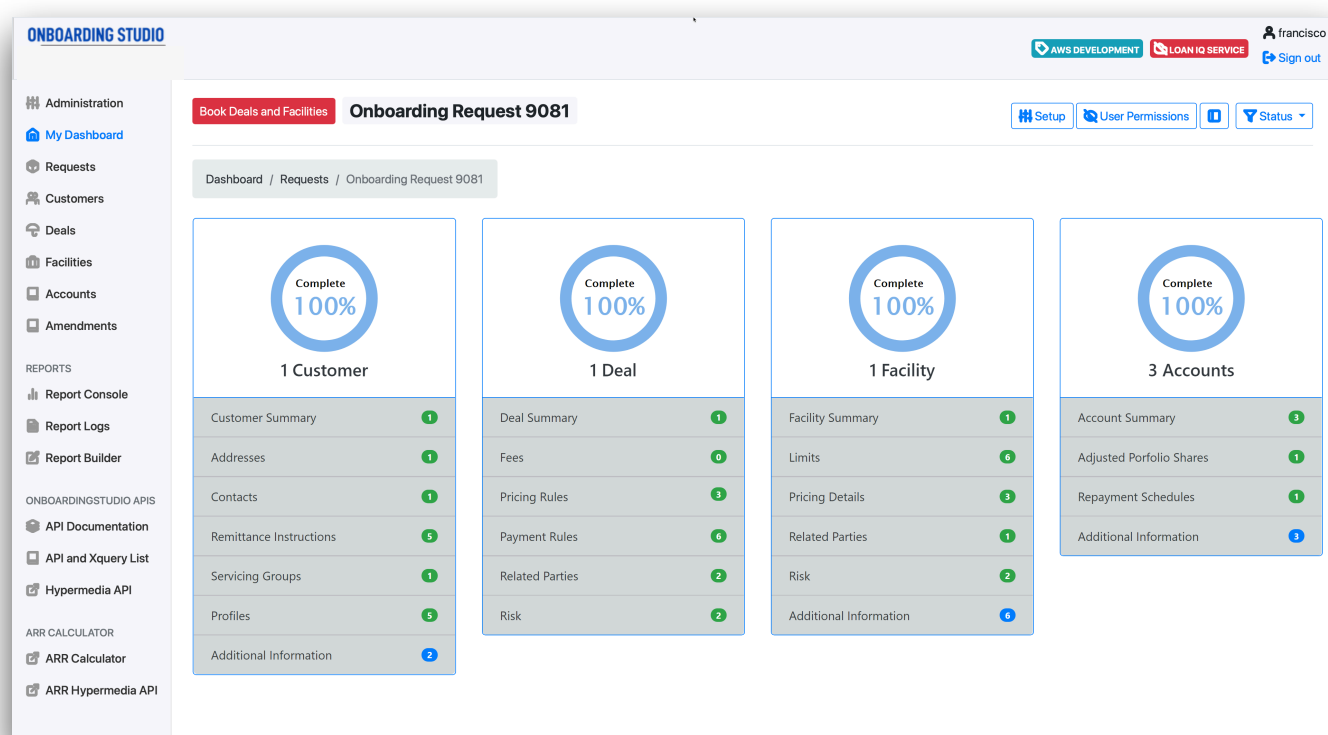 ONBOARDING STUDIO
francisco
AWS DEVELOPMENT LOAN IQ SERVICE
Sign out
Administration
My Dashboard
Requests
Customers
Deals
Facilities
Accounts
Amendments
REPORTS
Report Console
Report Logs
Report Builder
ONBOARDINGSTUDIO APIS
API Documentation
API and Xquery List
Hypermedia API
ARR CALCULATOR
ARR Calculator
ARR Hypermedia API
Book Deals and Facilities Onboarding Request 9081
Setup User Permissions Status
Dashboard / Requests / Onboarding Request 9081
Complete
100%
1 Customer
Customer Summary 1
Addresses 1
Contacts 1
Remittance Instructions 5
Servicing Groups 1
Profiles 5
Additional Information 2
Complete
100%
1 Deal
Deal Summary 1
Fees 0
Pricing Rules 3
Payment Rules 6
Related Parties 2
Risk 2
Complete
100%
1 Facility
Facility Summary 1
Limits 6
Pricing Details 3
Related Parties 1
Risk 2
Additional Information 6
Complete
100%
3 Accounts
Account Summary 3
Adjusted Porfolio Shares 1
Repayment Schedules 1
Additional Information 3